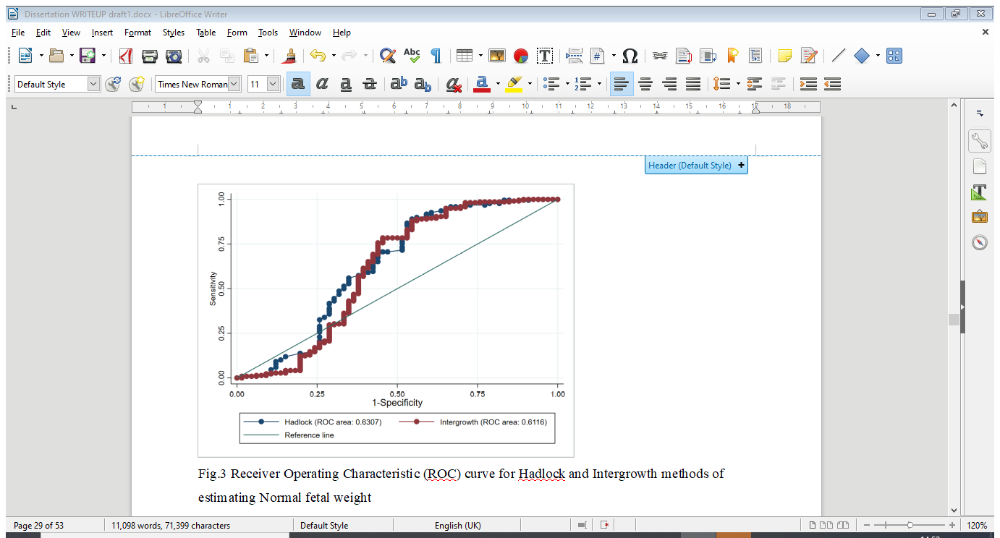 Dissertation WRITEUP draft1.docx - LibreOffice Writer
File Edit View Insert Format Styles Table Form Tools Window Help
Default Style Times New Roman 11
1 1 2 3 4 5 6 7 8 9 10 11 12 13 14 15 16 17 18
Header (Default Style) +
1.00
0.75
Sensitivity
0.50
0.25
0.00
0.00 0.25 0.50 0.75 1.00
1-Specificity
Hadlock (ROC area: 0.6307) Intergrowth (ROC area: 0.6116)
Reference line
Fig.3 Receiver Operating Characteristic (ROC) curve for Hadlock and Intergrowth methods of
estimating Normal fetal weight
Page 29 of 53 11,098 words, 71,399 characters Default Style English (UK) 120%